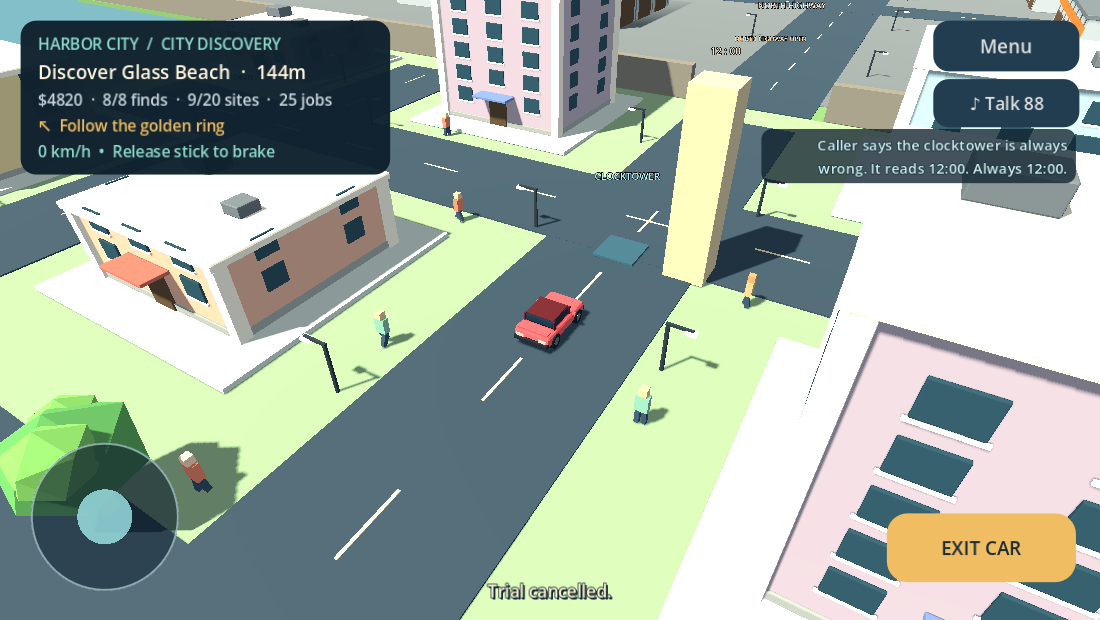 HARBOR CITY / CITY DISCOVERY
Discover Glass Beach · 144m
$4820 · 8/8 finds · 9/20 sites · 25 jobs
↖ Follow the golden ring
0 km/h • Release stick to brake
12:00
CLOCKTOWER
Menu
♪ Talk 88
Caller says the clocktower is always
wrong. It reads 12:00. Always 12:00.
EXIT CAR
Trial cancelled.